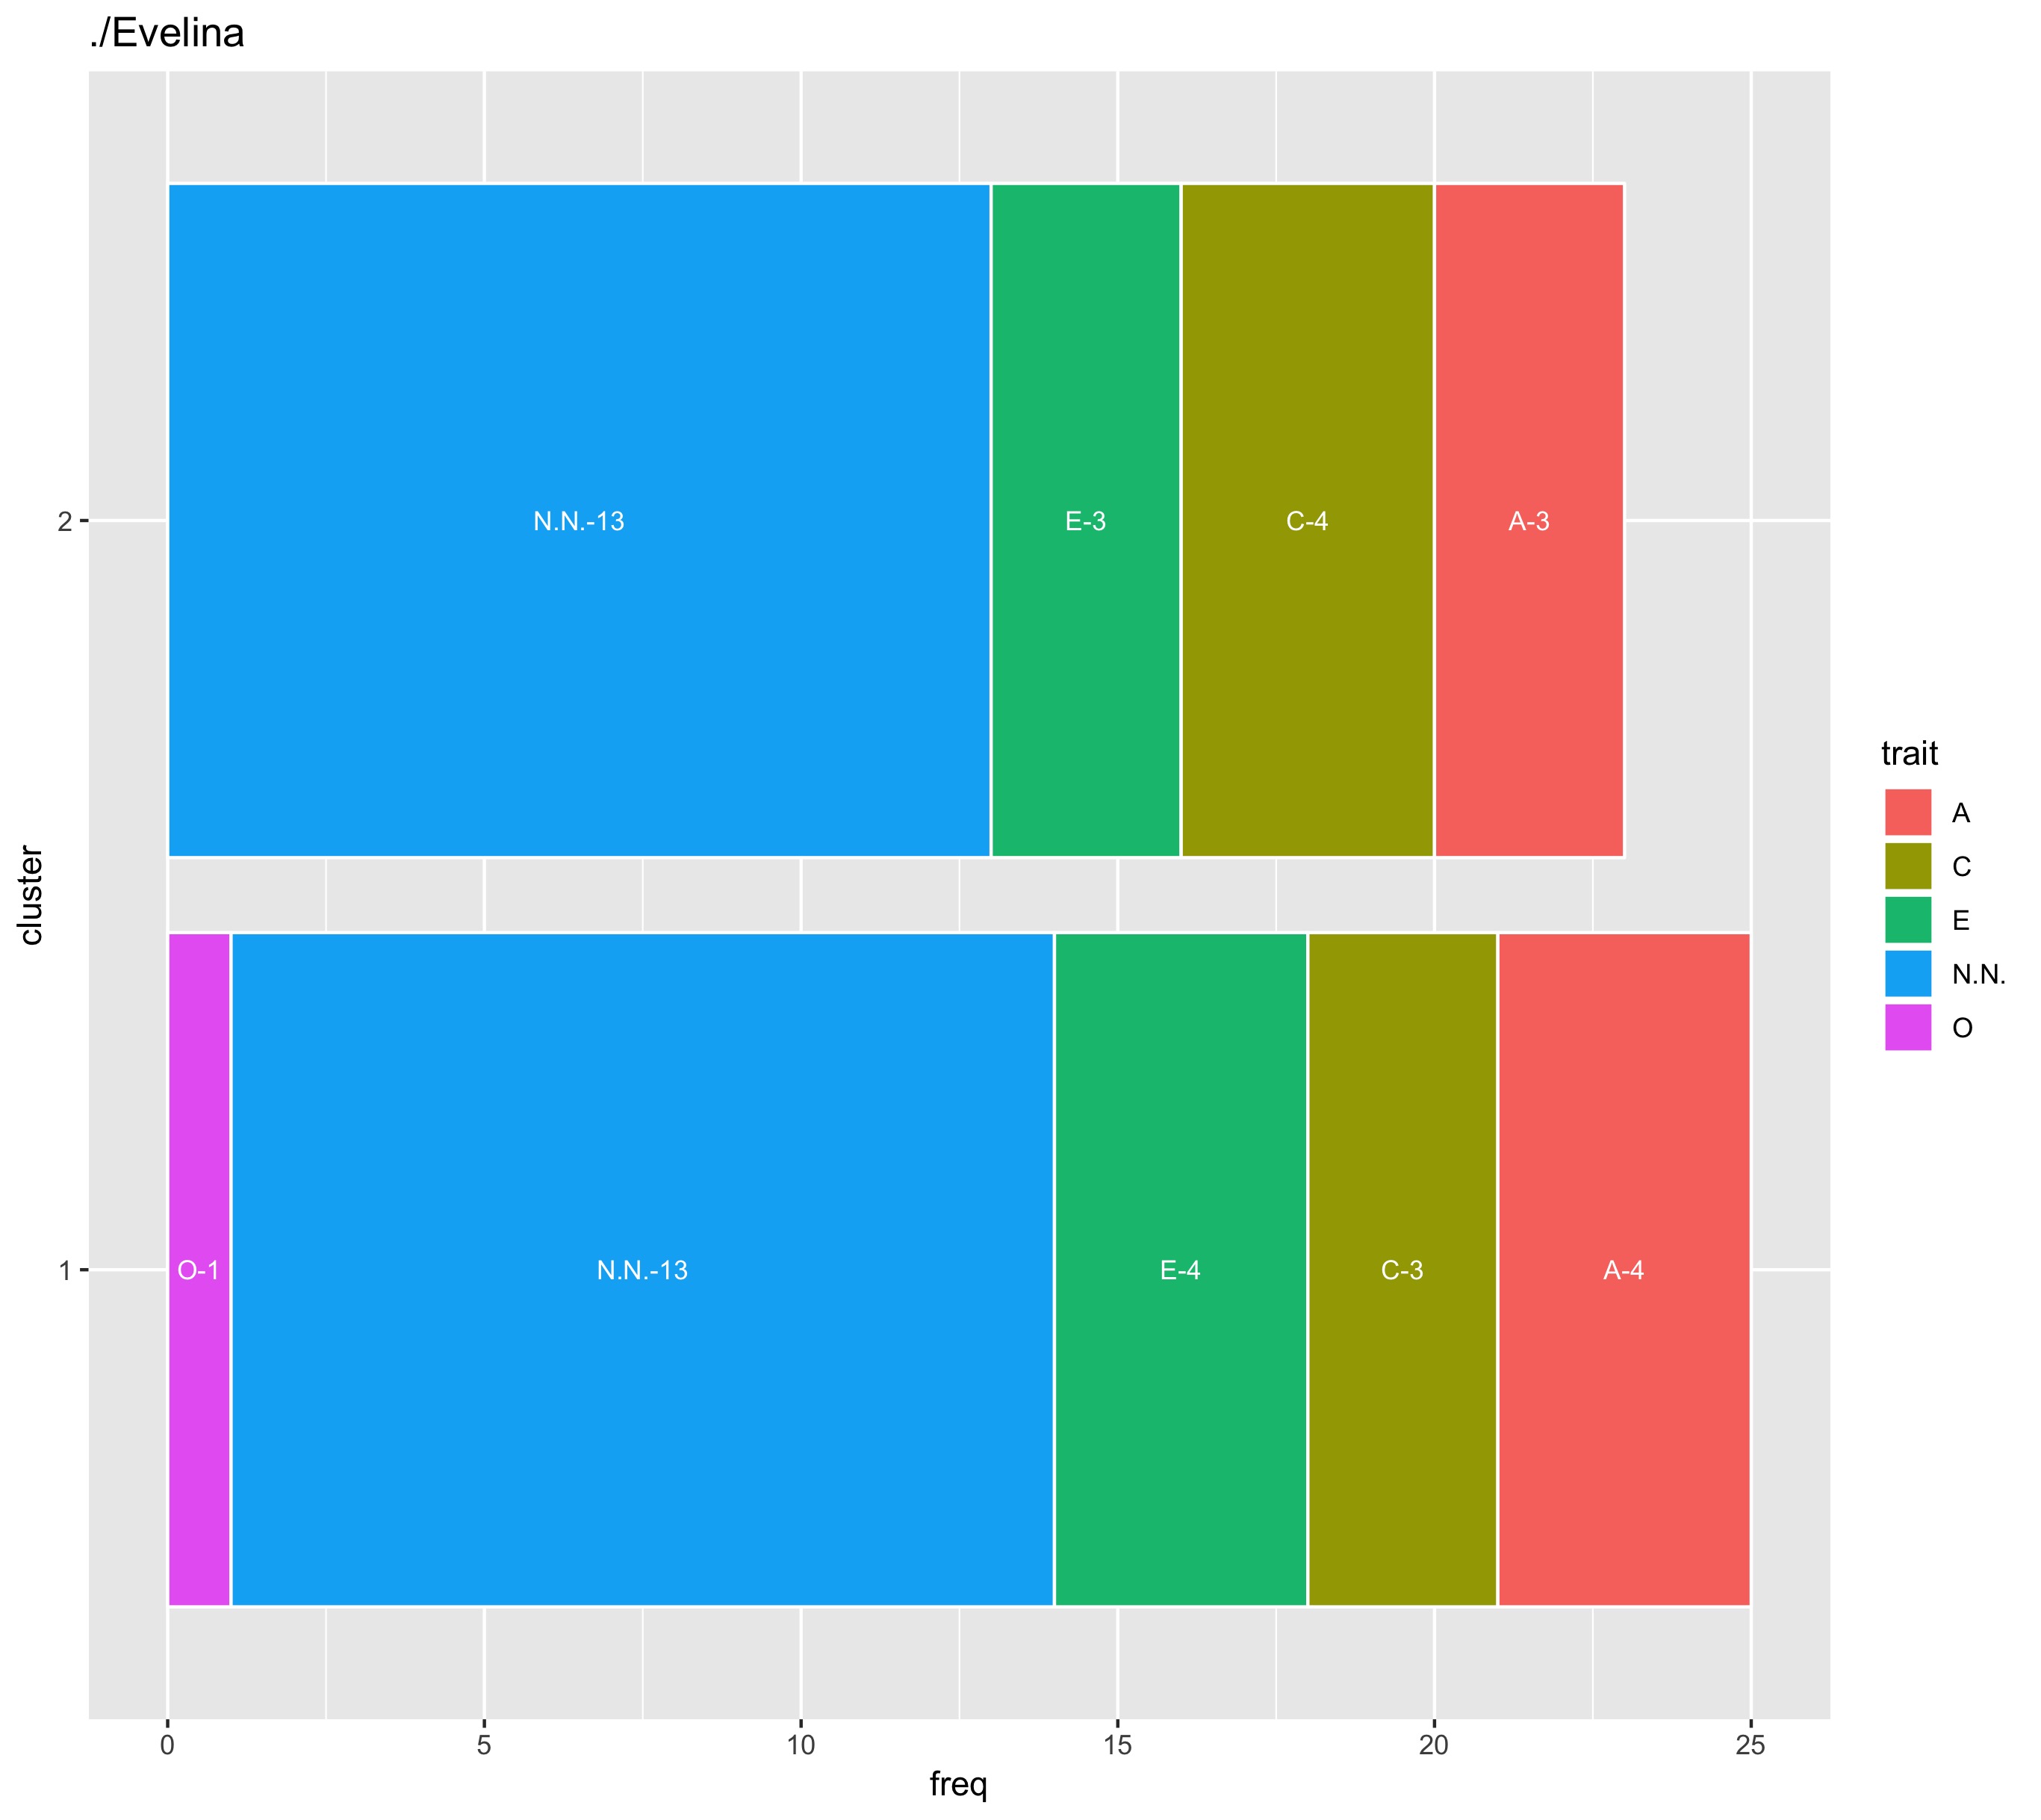 ./Evelina
2
N.N.-13
E-3
C-4
A-3
1
O-1
N.N.-13
E-4
C-3
A-4
cluster
0
5
10
15
20
25
freq
trait
A
C
E
N.N.
O